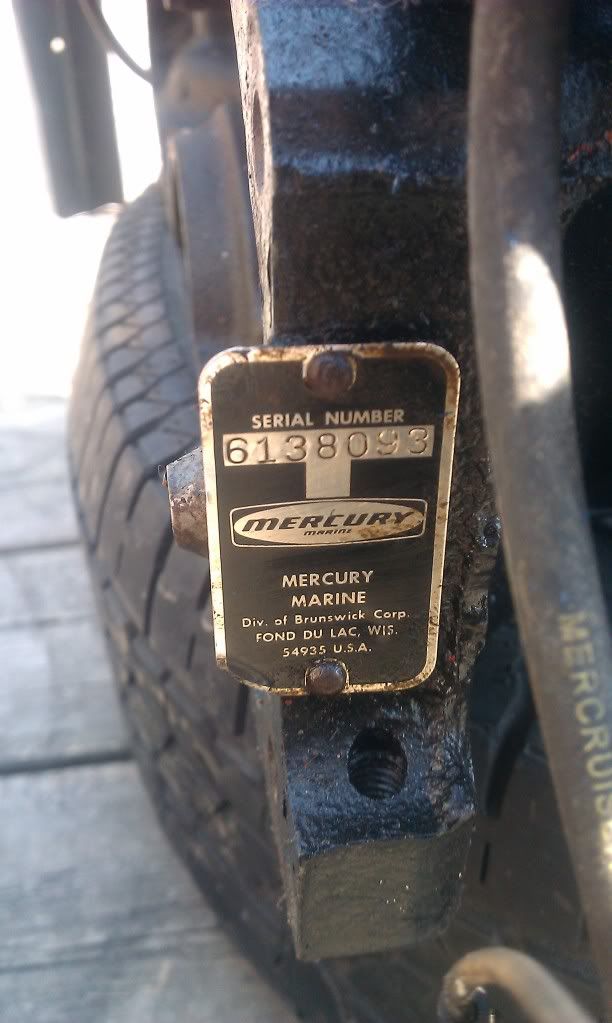 SERIAL NUMBER
6138093
MERCURY
MARINE
MERCURY
MARINE
Div. of Brunswick Corp.
FOND DU LAC, WIS.
54935 U.S.A.
MERCRUIS